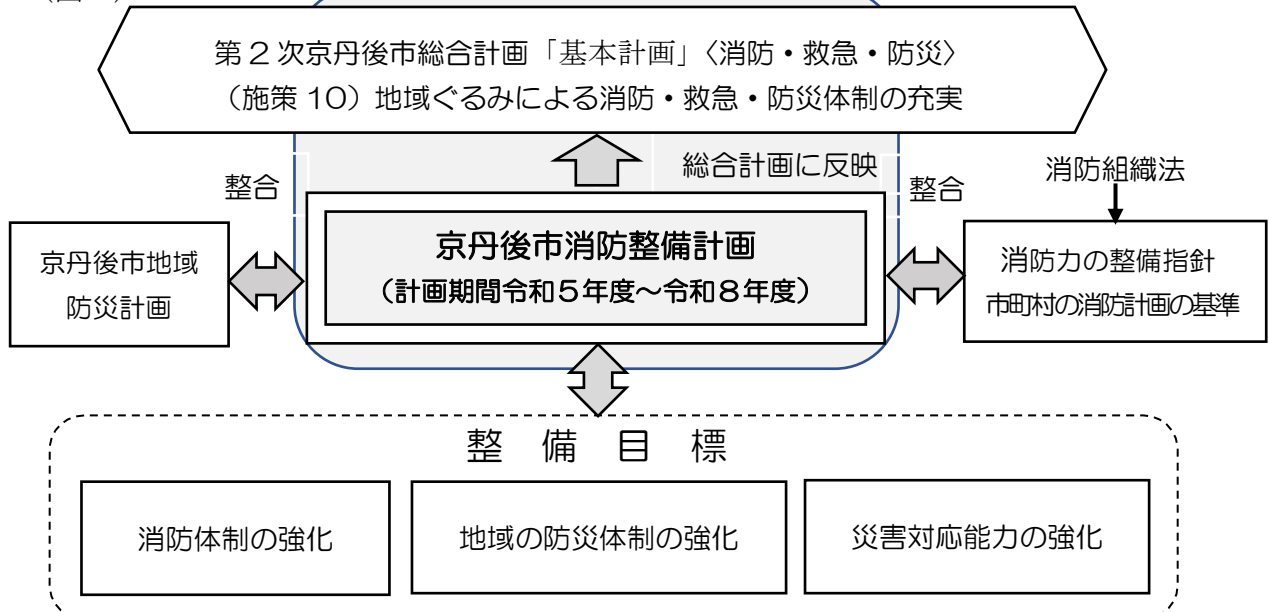 第2次京丹後市総合計画「基本計画」〈消防・救急・防災〉
（施策 10）地域ぐるみによる消防・救急・防災体制の充実
総合計画に反映
整合
整合
消防組織法
京丹後市地域
防災計画
京丹後市消防整備計画
（計画期間令和５年度～令和８年度）
消防力の整備指針
市町村の消防計画の基準
整 備 目 標
消防体制の強化
地域の防災体制の強化
災害対応能力の強化